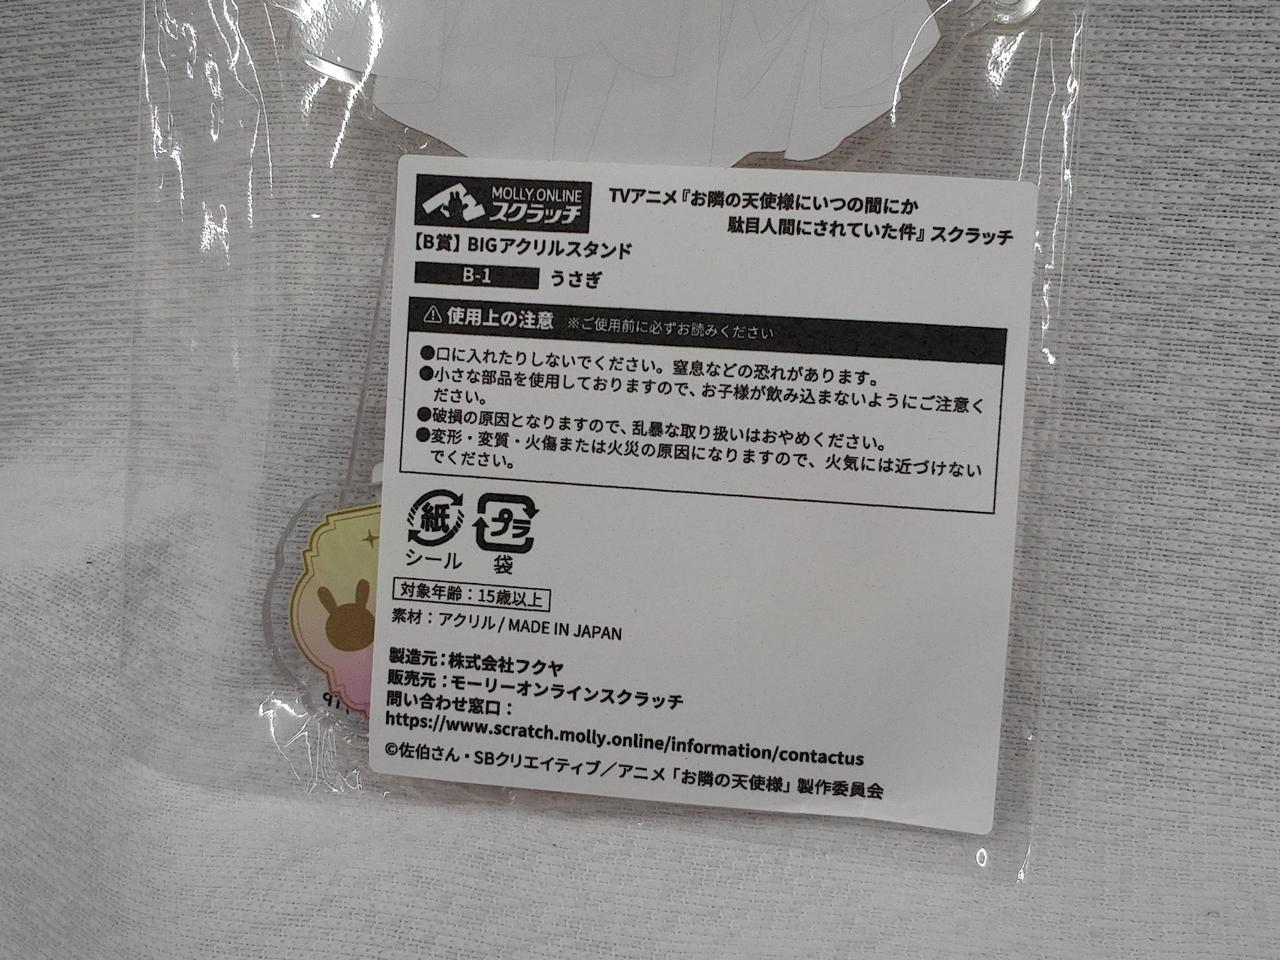 MOLLY.ONLINE
スクラッチ
TVアニメ『お隣の天使様にいつの間にか
駄目人間にされていた件』スクラッチ
【B賞】BIGアクリルスタンド
B-1 うさぎ
⚠使用上の注意 ※ご使用前に必ずお読みください
●口に入れたりしないでください。窒息などの恐れがあります。
●小さな部品を使用しておりますので、お子様が飲み込まないようにご注意く
ださい。
●破損の原因となりますので、乱暴な取り扱いはおやめください。
●変形・変質・火傷または火災の原因になりますので、火気には近づけない
でください。
紙 プラ
シール 袋
対象年齢：15歳以上
素材：アクリル / MADE IN JAPAN
製造元：株式会社フクヤ
販売元：モーリーオンラインスクラッチ
問い合わせ窓口：
https://www.scratch.molly.online/information/contactus
©佐伯さん・SBクリエイティブ／アニメ「お隣の天使様」製作委員会